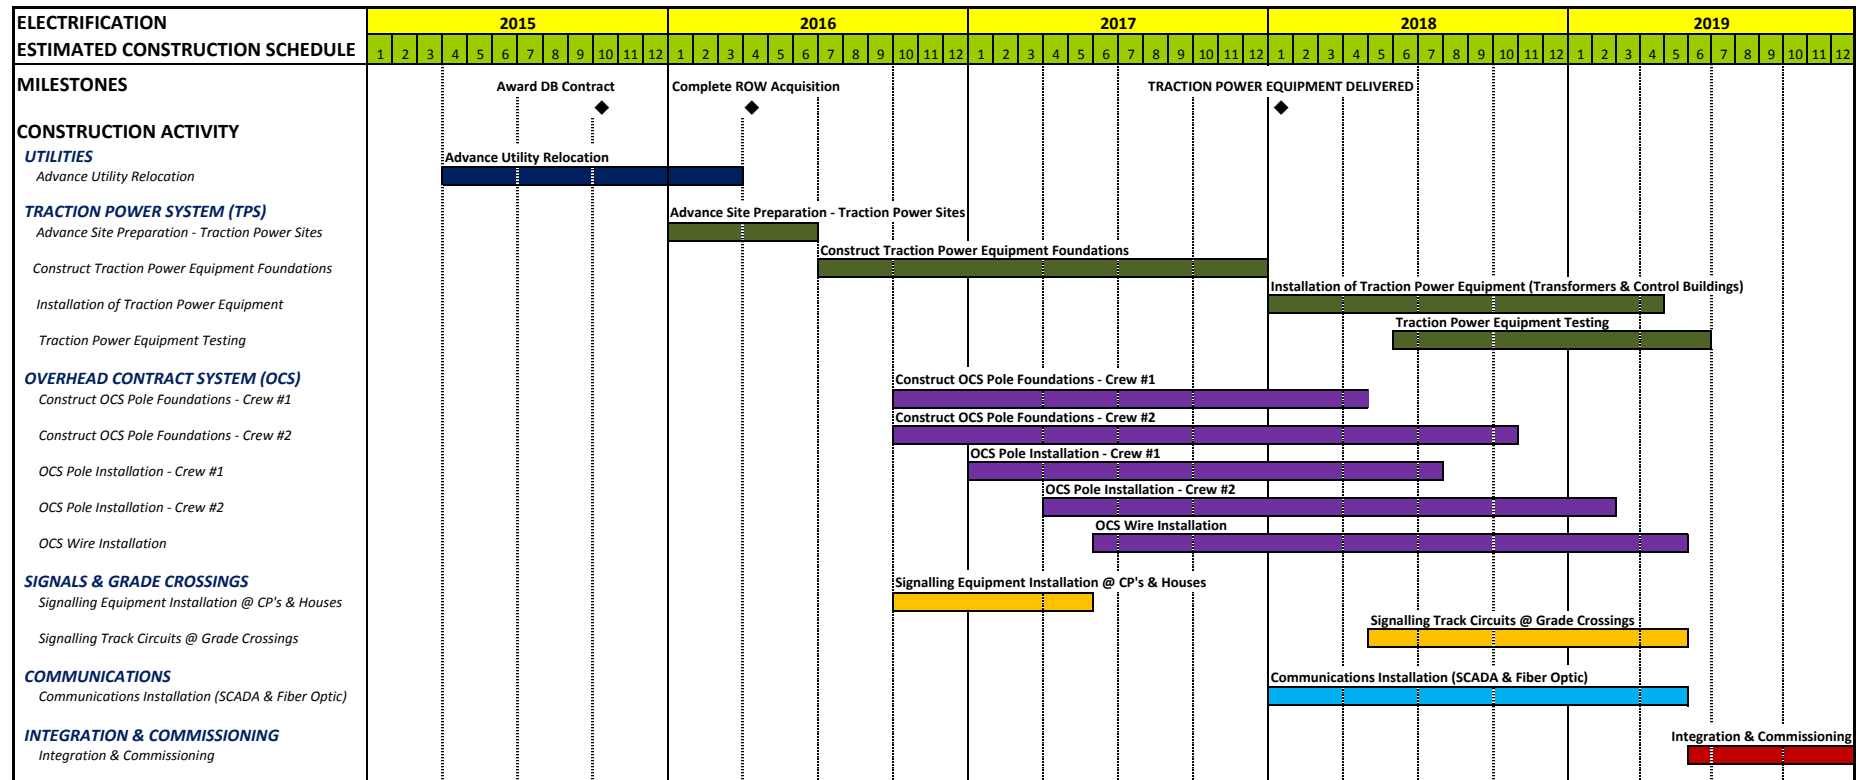 ELECTRIFICATION 2015 2016 2017 2018 2019
ESTIMATED CONSTRUCTION SCHEDULE 1 2 3 4 5 6 7 8 9 10 11 12 1 2 3 4 5 6 7 8 9 10 11 12 1 2 3 4 5 6 7 8 9 10 11 12 1 2 3 4 5 6 7 8 9 10 11 12 1 2 3 4 5 6 7 8 9 10 11 12
MILESTONES Award DB Contract Complete ROW Acquisition TRACTION POWER EQUIPMENT DELIVERED
CONSTRUCTION ACTIVITY
UTILITIES
Advance Utility Relocation
Advance Utility Relocation
TRACTION POWER SYSTEM (TPS)
Advance Site Preparation - Traction Power Sites
Advance Site Preparation - Traction Power Sites
Construct Traction Power Equipment Foundations
Construct Traction Power Equipment Foundations
Installation of Traction Power Equipment (Transformers & Control Buildings)
Installation of Traction Power Equipment
Traction Power Equipment Testing
Traction Power Equipment Testing
OVERHEAD CONTRACT SYSTEM (OCS)
Construct OCS Pole Foundations - Crew #1
Construct OCS Pole Foundations - Crew #1
Construct OCS Pole Foundations - Crew #2
Construct OCS Pole Foundations - Crew #2
OCS Pole Installation - Crew #1
OCS Pole Installation - Crew #1
OCS Pole Installation - Crew #2
OCS Pole Installation - Crew #2
OCS Wire Installation
OCS Wire Installation
SIGNALS & GRADE CROSSINGS
Signalling Equipment Installation @ CP's & Houses
Signalling Equipment Installation @ CP's & Houses
Signalling Track Circuits @ Grade Crossings
Signalling Track Circuits @ Grade Crossings
COMMUNICATIONS
Communications Installation (SCADA & Fiber Optic)
Communications Installation (SCADA & Fiber Optic)
INTEGRATION & COMMISSIONING
Integration & Commissioning
Integration & Commissioning